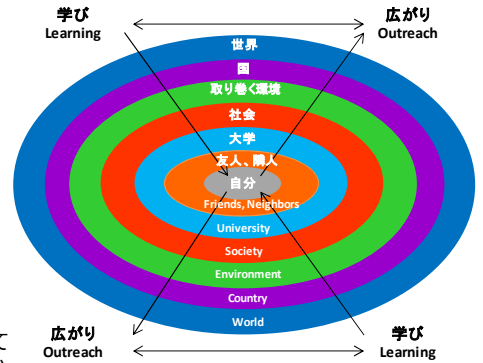 学び
Learning
広がり
Outreach
世界
国
取り巻く環境
社会
大学
友人、隣人
自分
Friends, Neighbors
University
Society
Environment
Country
World
て
広がり
Outreach
学び
Learning